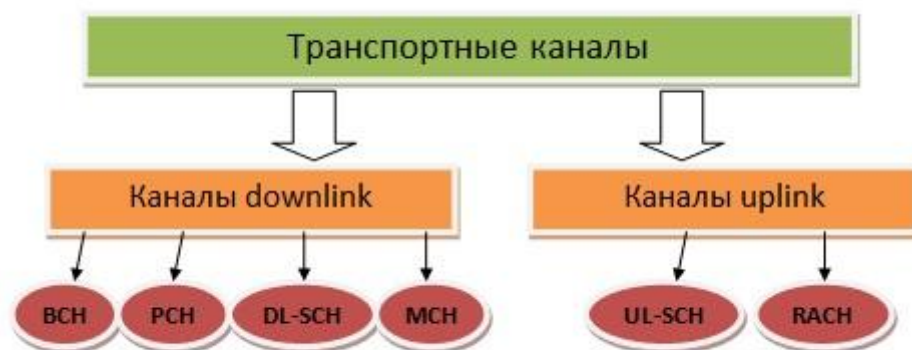 Транспортные каналы
Каналы downlink
Каналы uplink
BCH
PCH
DL-SCH
MCH
UL-SCH
RACH